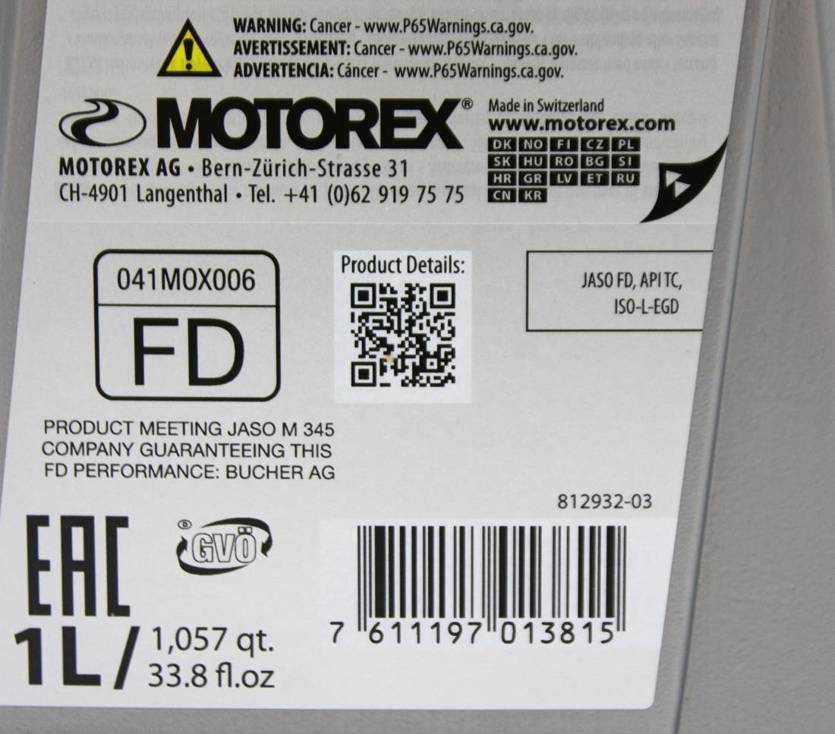 WARNING: Cancer - www.P65Warnings.ca.gov.
AVERTISSEMENT: Cancer - www.P65Warnings.ca.gov.
ADVERTENCIA: Cáncer - www.P65Warnings.ca.gov.
MOTOREX®
Made in Switzerland
www.motorex.com
MOTOREX AG • Bern-Zürich-Strasse 31
CH-4901 Langenthal • Tel. +41 (0)62 919 75 75
DK NO FI CZ PL
SK HU RO BG SI
HR GR LV ET RU
CN KR
041MOX006
FD
Product Details:
JASO FD, API TC,
ISO-L-EGD
PRODUCT MEETING JASO M 345
COMPANY GUARANTEEING THIS
FD PERFORMANCE: BUCHER AG
812932-03
EAC
®
GVÖ
1L/
1,057 qt.
33.8 fl.oz
7 611197 013815